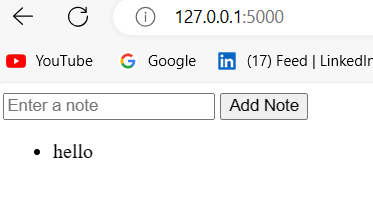 127.0.0.1:5000
YouTube Google (17) Feed | LinkedIn
Enter a note Add Note
hello